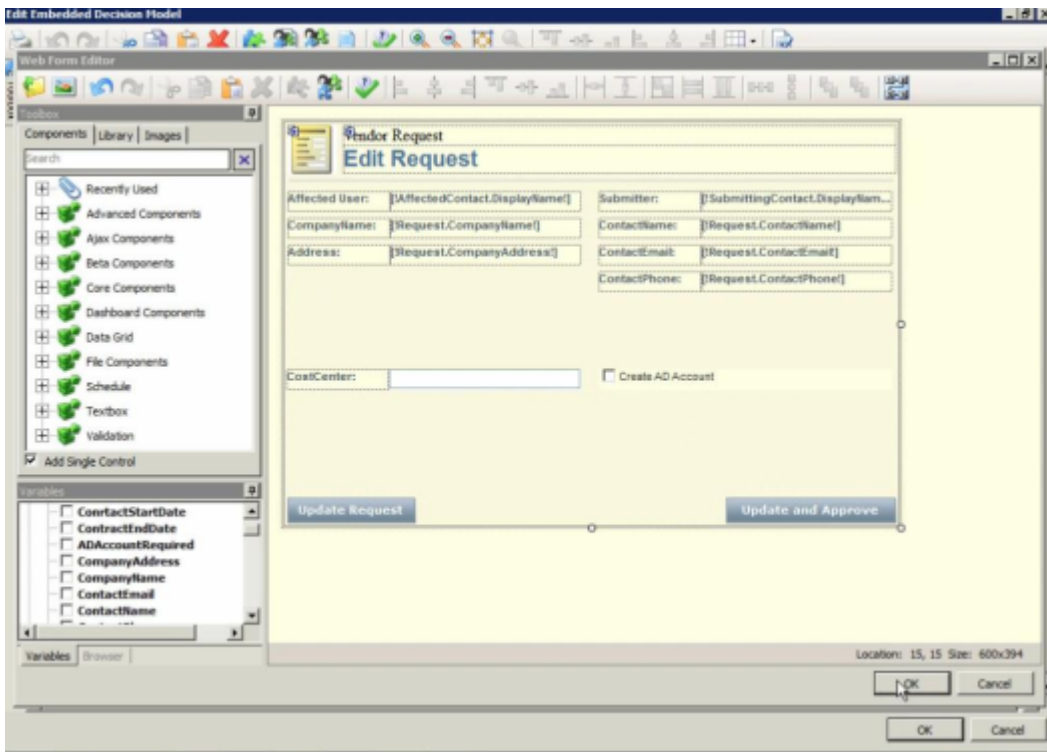 Edit Embedded Decision Model
Web Form Editor
Toolbox
Components Library Images
Search
Recently Used
Advanced Components
Ajax Components
Beta Components
Core Components
Dashboard Components
Data Grid
File Components
Schedule
Textbox
Validation
Add Single Control
Variables
ConrtactStartDate
ContractEndDate
ADAccountRequired
CompanyAddress
CompanyName
ContactEmail
ContactName
Variables Browser
Vendor Request
Edit Request
Affected User: [!AffectedContact.DisplayName!] Submitter: [!SubmittingContact.DisplayNam...
CompanyName: [!Request.CompanyName!] ContactName: [!Request.ContactName!]
Address: [!Request.CompanyAddress!] ContactEmail: [!Request.ContactEmail!]
ContactPhone: [!Request.ContactPhone!]
CostCenter: Create AD Account
Update Request Update and Approve
Location: 15, 15 Size: 600x394
OK Cancel
OK Cancel